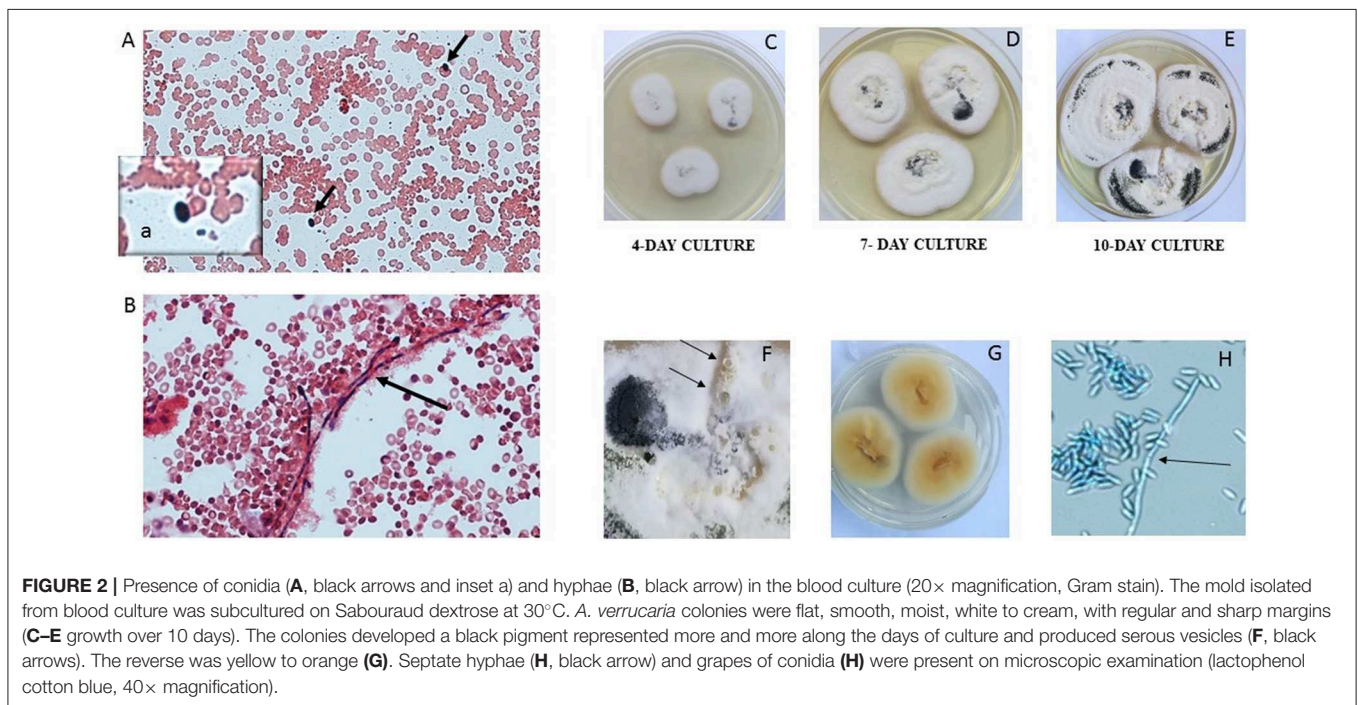 A
a
B
C
D
E
4-DAY CULTURE
7- DAY CULTURE
10-DAY CULTURE
F
G
H
FIGURE 2 | Presence of conidia (A, black arrows and inset a) and hyphae (B, black arrow) in the blood culture (20× magnification, Gram stain). The mold isolated
from blood culture was subcultured on Sabouraud dextrose at 30°C. A. verrucaria colonies were flat, smooth, moist, white to cream, with regular and sharp margins
(C–E growth over 10 days). The colonies developed a black pigment represented more and more along the days of culture and produced serous vesicles (F, black
arrows). The reverse was yellow to orange (G). Septate hyphae (H, black arrow) and grapes of conidia (H) were present on microscopic examination (lactophenol
cotton blue, 40× magnification).